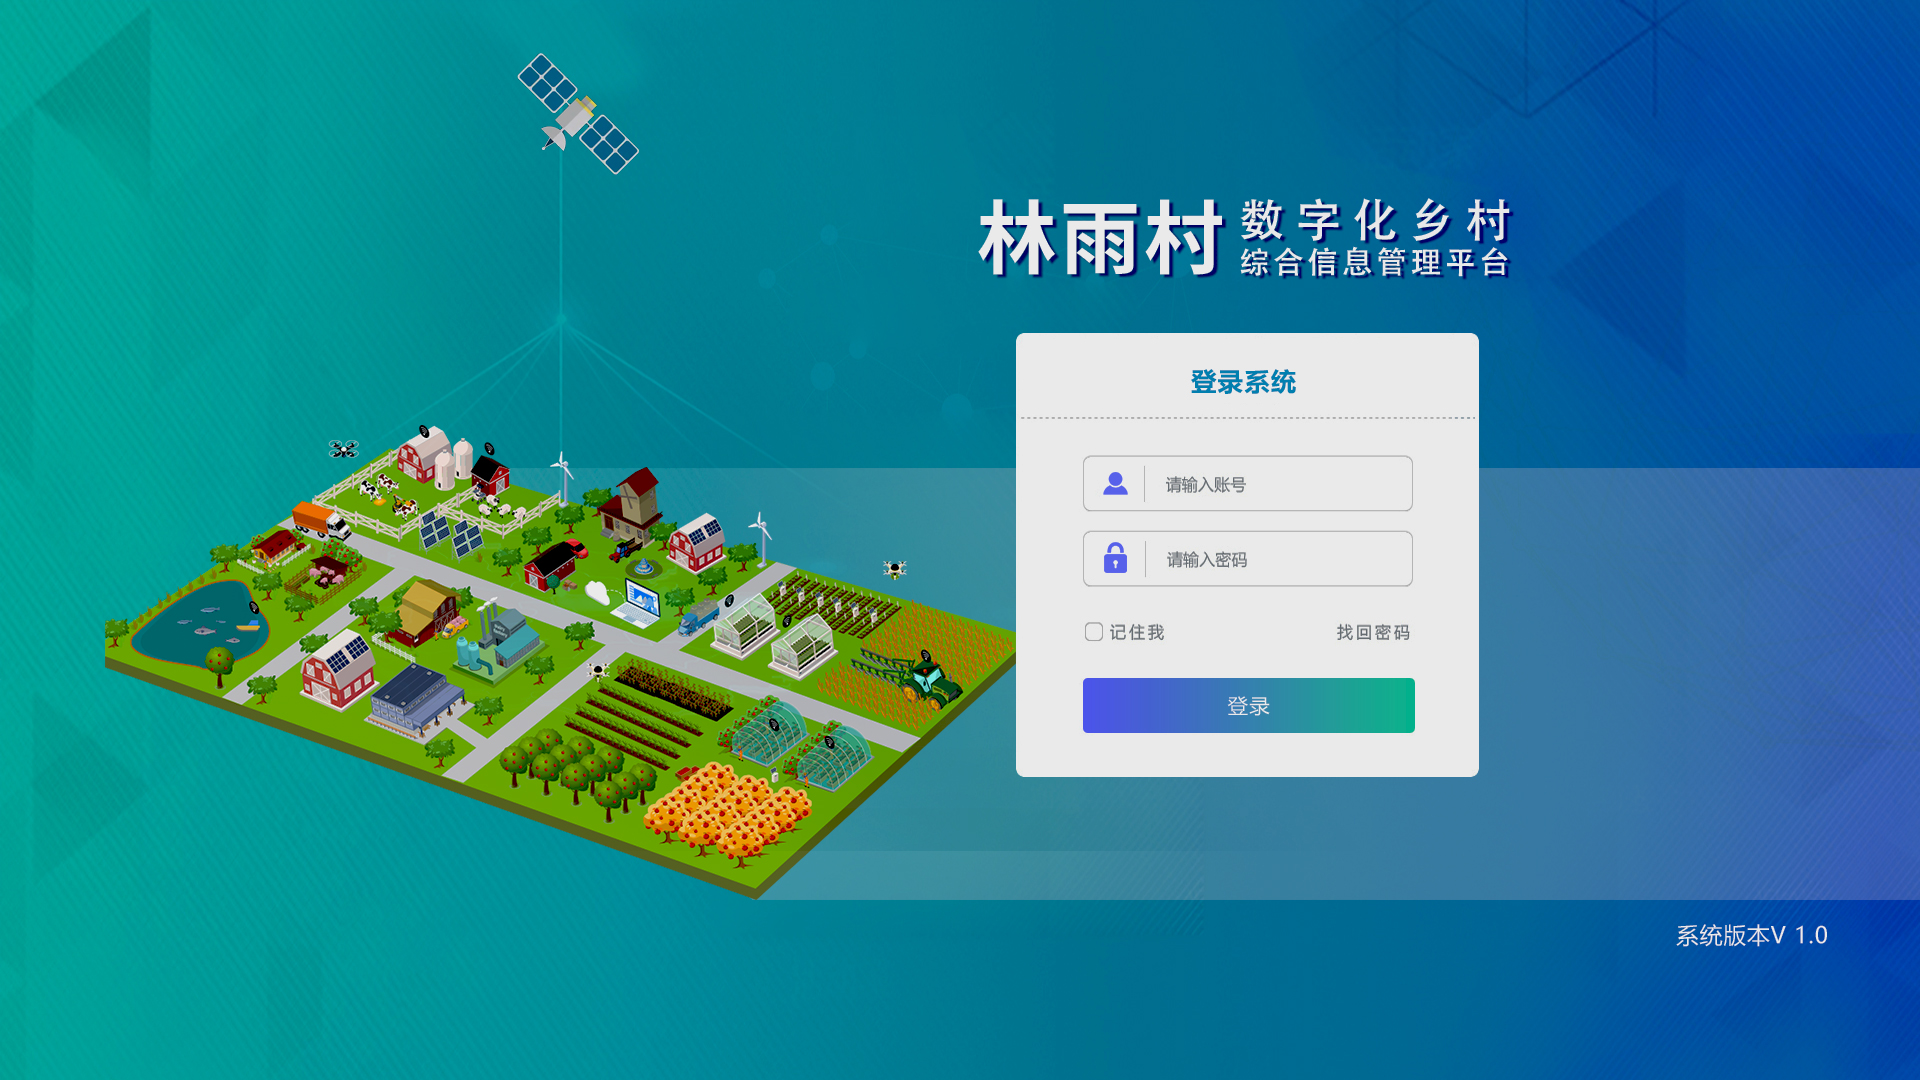 林雨村
数字化乡村
综合信息管理平台
登录系统
请输入账号
请输入密码
记住我
找回密码
登录
系统版本V 1.0